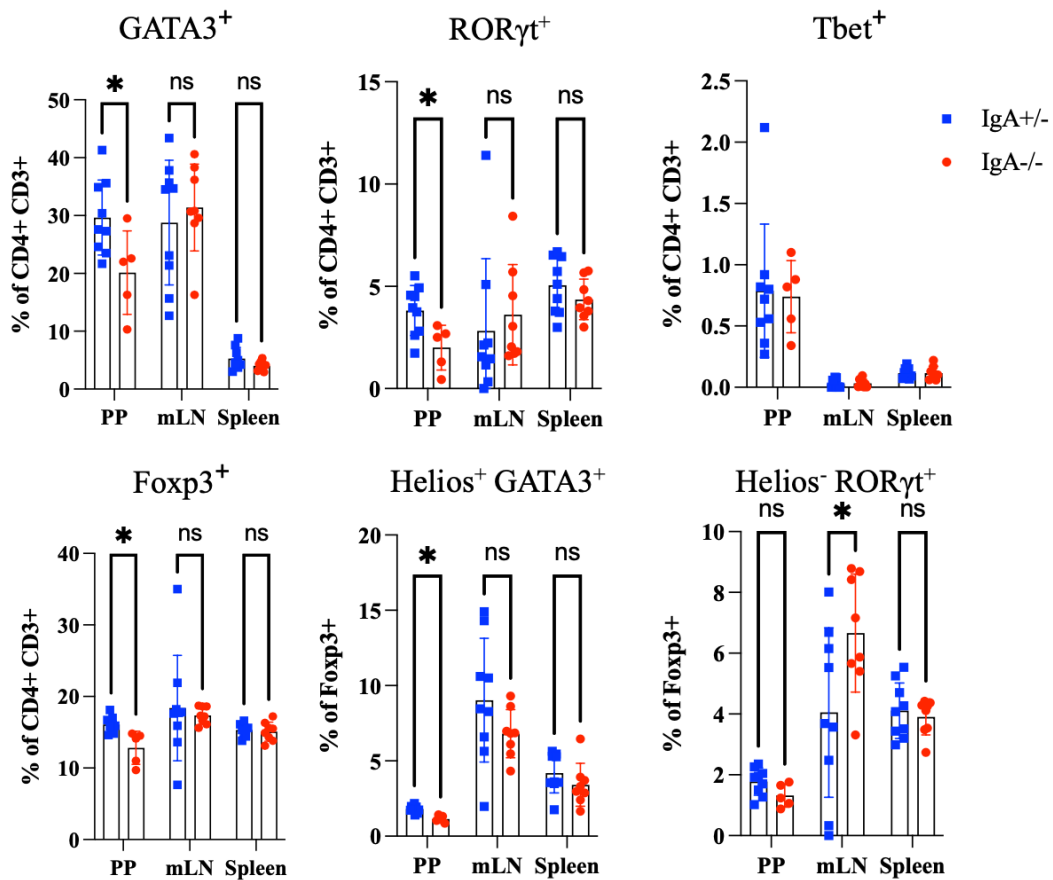 GATA3⁺
RORγt⁺
Tbet⁺
IgA+/-
IgA-/-
% of CD4+ CD3+
50
40
30
20
10
0
* ns ns
PP mLN Spleen
% of CD4+ CD3+
15
10
5
0
* ns ns
PP mLN Spleen
% of CD4+ CD3+
2.5
2.0
1.5
1.0
0.5
0.0
PP mLN Spleen
Foxp3⁺
Helios⁺ GATA3⁺
Helios⁻ RORγt⁺
% of CD4+ CD3+
40
30
20
10
0
* ns ns
PP mLN Spleen
% of Foxp3+
20
15
10
5
0
* ns ns
PP mLN Spleen
% of Foxp3+
10
8
6
4
2
0
ns * ns
PP mLN Spleen